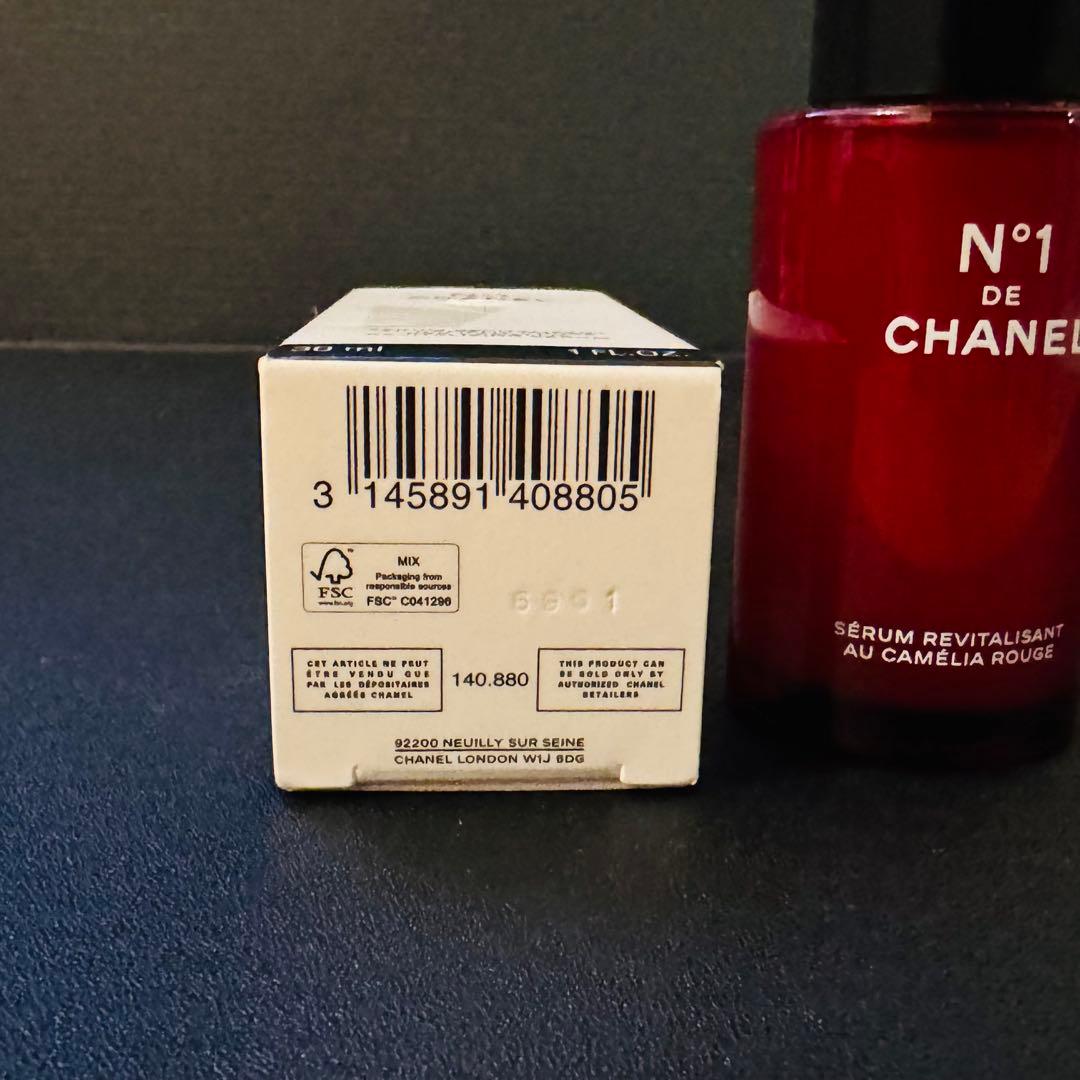 30 ml 1 FL.OZ.
3 145891 408805
MIX
Packaging from
responsible sources
FSC® C041290
FSC
www.fsc.org
140.880
CET ARTICLE NE PEUT
ÊTRE VENDU QUE
PAR LES DÉPOSITAIRES
AGRÉÉS CHANEL
THIS PRODUCT CAN
BE SOLD ONLY BY
AUTHORIZED CHANEL
RETAILERS
92200 NEUILLY SUR SEINE
CHANEL LONDON W1J 6DG
N°1
DE
CHANEL
SÉRUM REVITALISANT
AU CAMÉLIA ROUGE